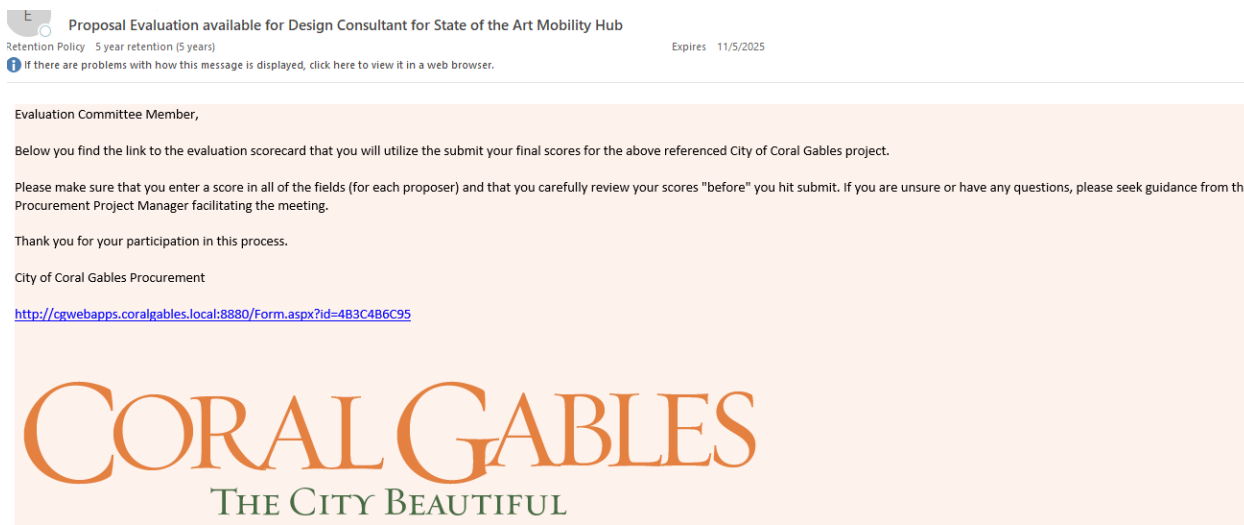 E
Proposal Evaluation available for Design Consultant for State of the Art Mobility Hub
Retention Policy 5 year retention (5 years) Expires 11/5/2025
If there are problems with how this message is displayed, click here to view it in a web browser.
Evaluation Committee Member,
Below you find the link to the evaluation scorecard that you will utilize the submit your final scores for the above referenced City of Coral Gables project.
Please make sure that you enter a score in all of the fields (for each proposer) and that you carefully review your scores "before" you hit submit. If you are unsure or have any questions, please seek guidance from th
Procurement Project Manager facilitating the meeting.
Thank you for your participation in this process.
City of Coral Gables Procurement
http://cgwebapps.coralgables.local:8880/Form.aspx?id=4B3C4B6C95
CORAL GABLES
THE CITY BEAUTIFUL